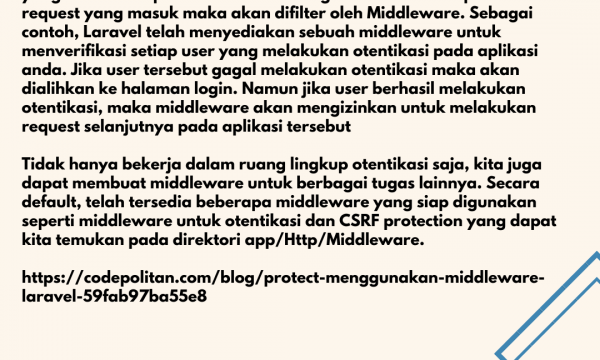 request yang masuk maka akan difilter oleh Middleware. Sebagai
contoh, Laravel telah menyediakan sebuah middleware untuk
menverifikasi setiap user yang melakukan otentikasi pada aplikasi
anda. Jika user tersebut gagal melakukan otentikasi maka akan
dialihkan ke halaman login. Namun jika user berhasil melakukan
otentikasi, maka middleware akan mengizinkan untuk melakukan
request selanjutnya pada aplikasi tersebut
Tidak hanya bekerja dalam ruang lingkup otentikasi saja, kita juga
dapat membuat middleware untuk berbagai tugas lainnya. Secara
default, telah tersedia beberapa middleware yang siap digunakan
seperti middleware untuk otentikasi dan CSRF protection yang dapat
kita temukan pada direktori app/Http/Middleware.
https://codepolitan.com/blog/protect-menggunakan-middleware-
laravel-59fab97ba55e8